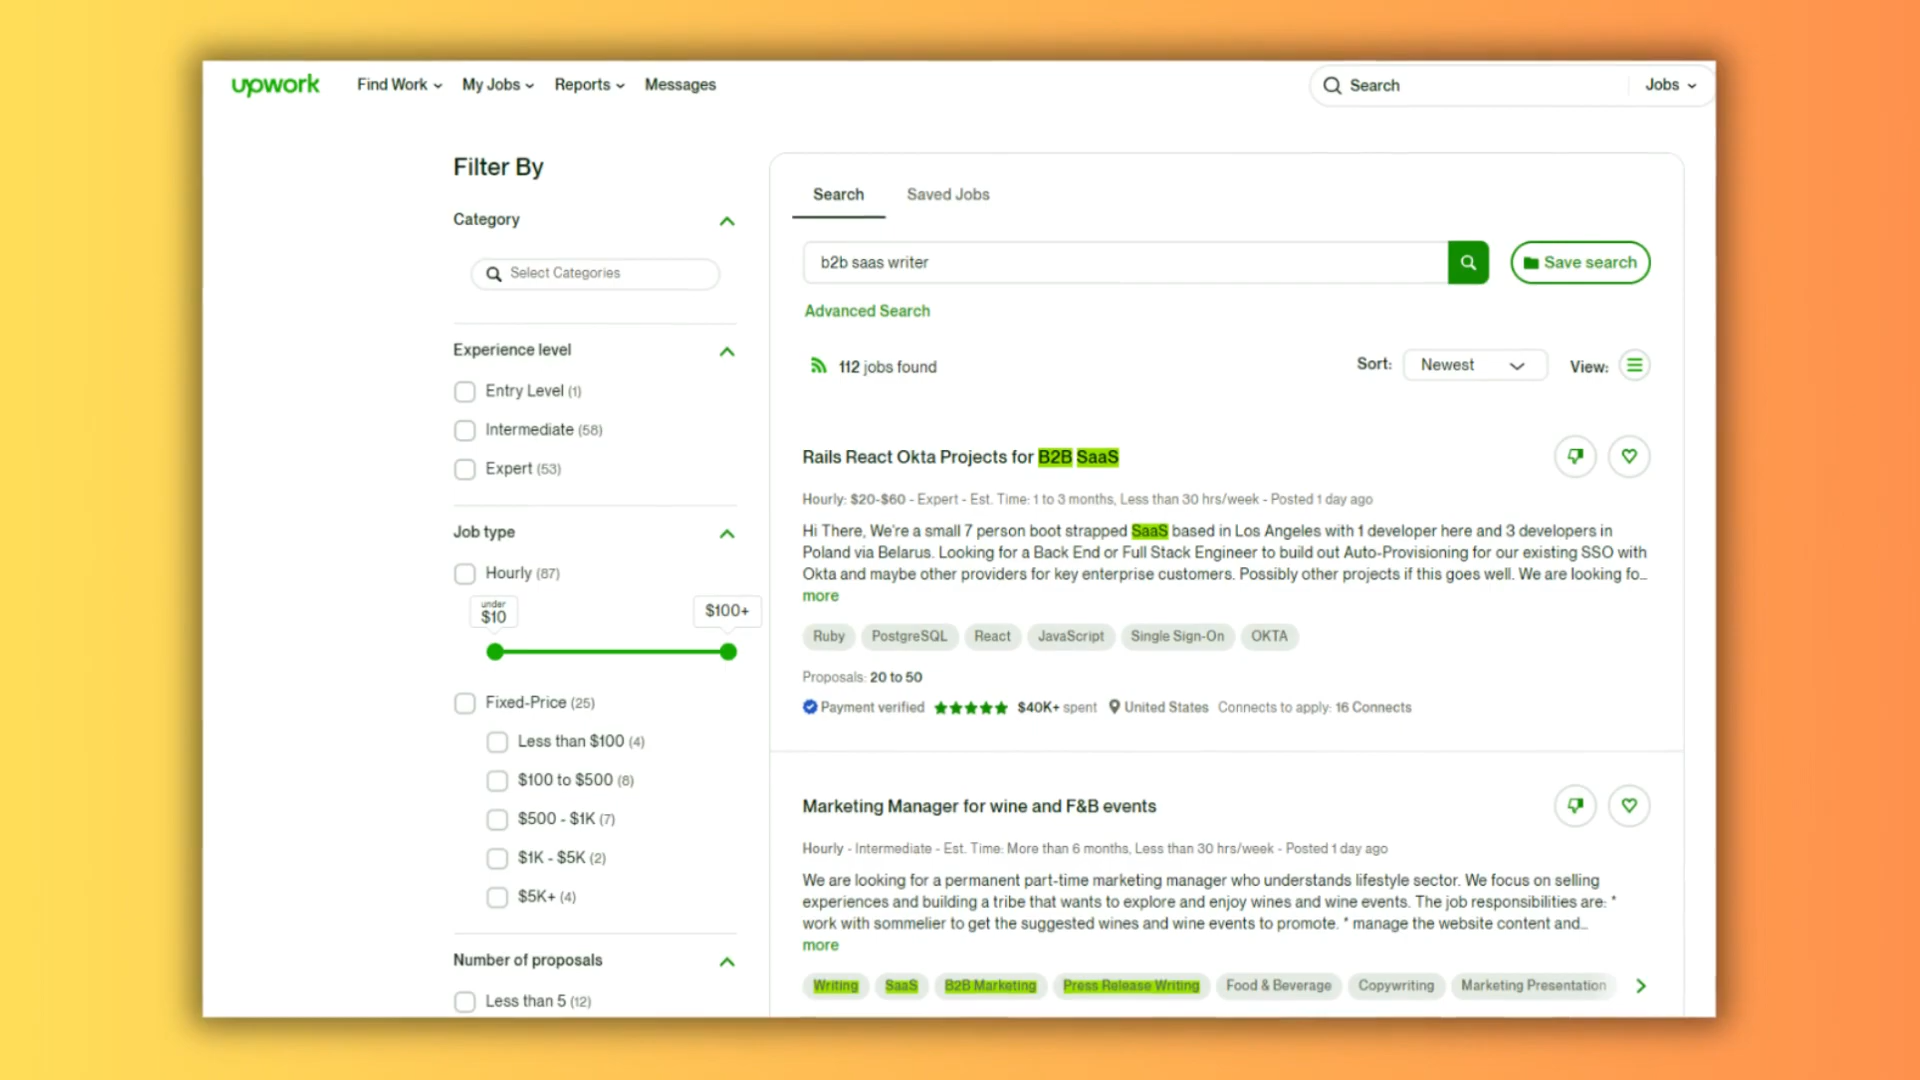 upwork
Find Work
My Jobs
Reports
Messages
Search
Jobs
Filter By
Category
Select Categories
Experience level
Entry Level (1)
Intermediate (58)
Expert (53)
Job type
Hourly (87)
under
$10
$100+
Fixed-Price (25)
Less than $100 (4)
$100 to $500 (8)
$500 - $1K (7)
$1K - $5K (2)
$5K+ (4)
Number of proposals
Less than 5 (12)
Search
Saved Jobs
b2b saas writer
Save search
Advanced Search
112 jobs found
Sort:
Newest
View:
Rails React Okta Projects for B2B SaaS
Hourly: $20-$60 - Expert - Est. Time: 1 to 3 months, Less than 30 hrs/week - Posted 1 day ago
Hi There, We're a small 7 person boot strapped SaaS based in Los Angeles with 1 developer here and 3 developers in
Poland via Belarus. Looking for a Back End or Full Stack Engineer to build out Auto-Provisioning for our existing SSO with
Okta and maybe other providers for key enterprise customers. Possibly other projects if this goes well. We are looking fo...
more
Ruby
PostgreSQL
React
JavaScript
Single Sign-On
OKTA
Proposals: 20 to 50
Payment verified
$40K+ spent
United States
Connects to apply: 16 Connects
Marketing Manager for wine and F&B events
Hourly - Intermediate - Est. Time: More than 6 months, Less than 30 hrs/week - Posted 1 day ago
We are looking for a permanent part-time marketing manager who understands lifestyle sector. We focus on selling
experiences and building a tribe that wants to explore and enjoy wines and wine events. The job responsibilities are: *
work with sommelier to get the suggested wines and wine events to promote. * manage the website content and...
more
Writing
SaaS
B2B Marketing
Press Release Writing
Food & Beverage
Copywriting
Marketing Presentation